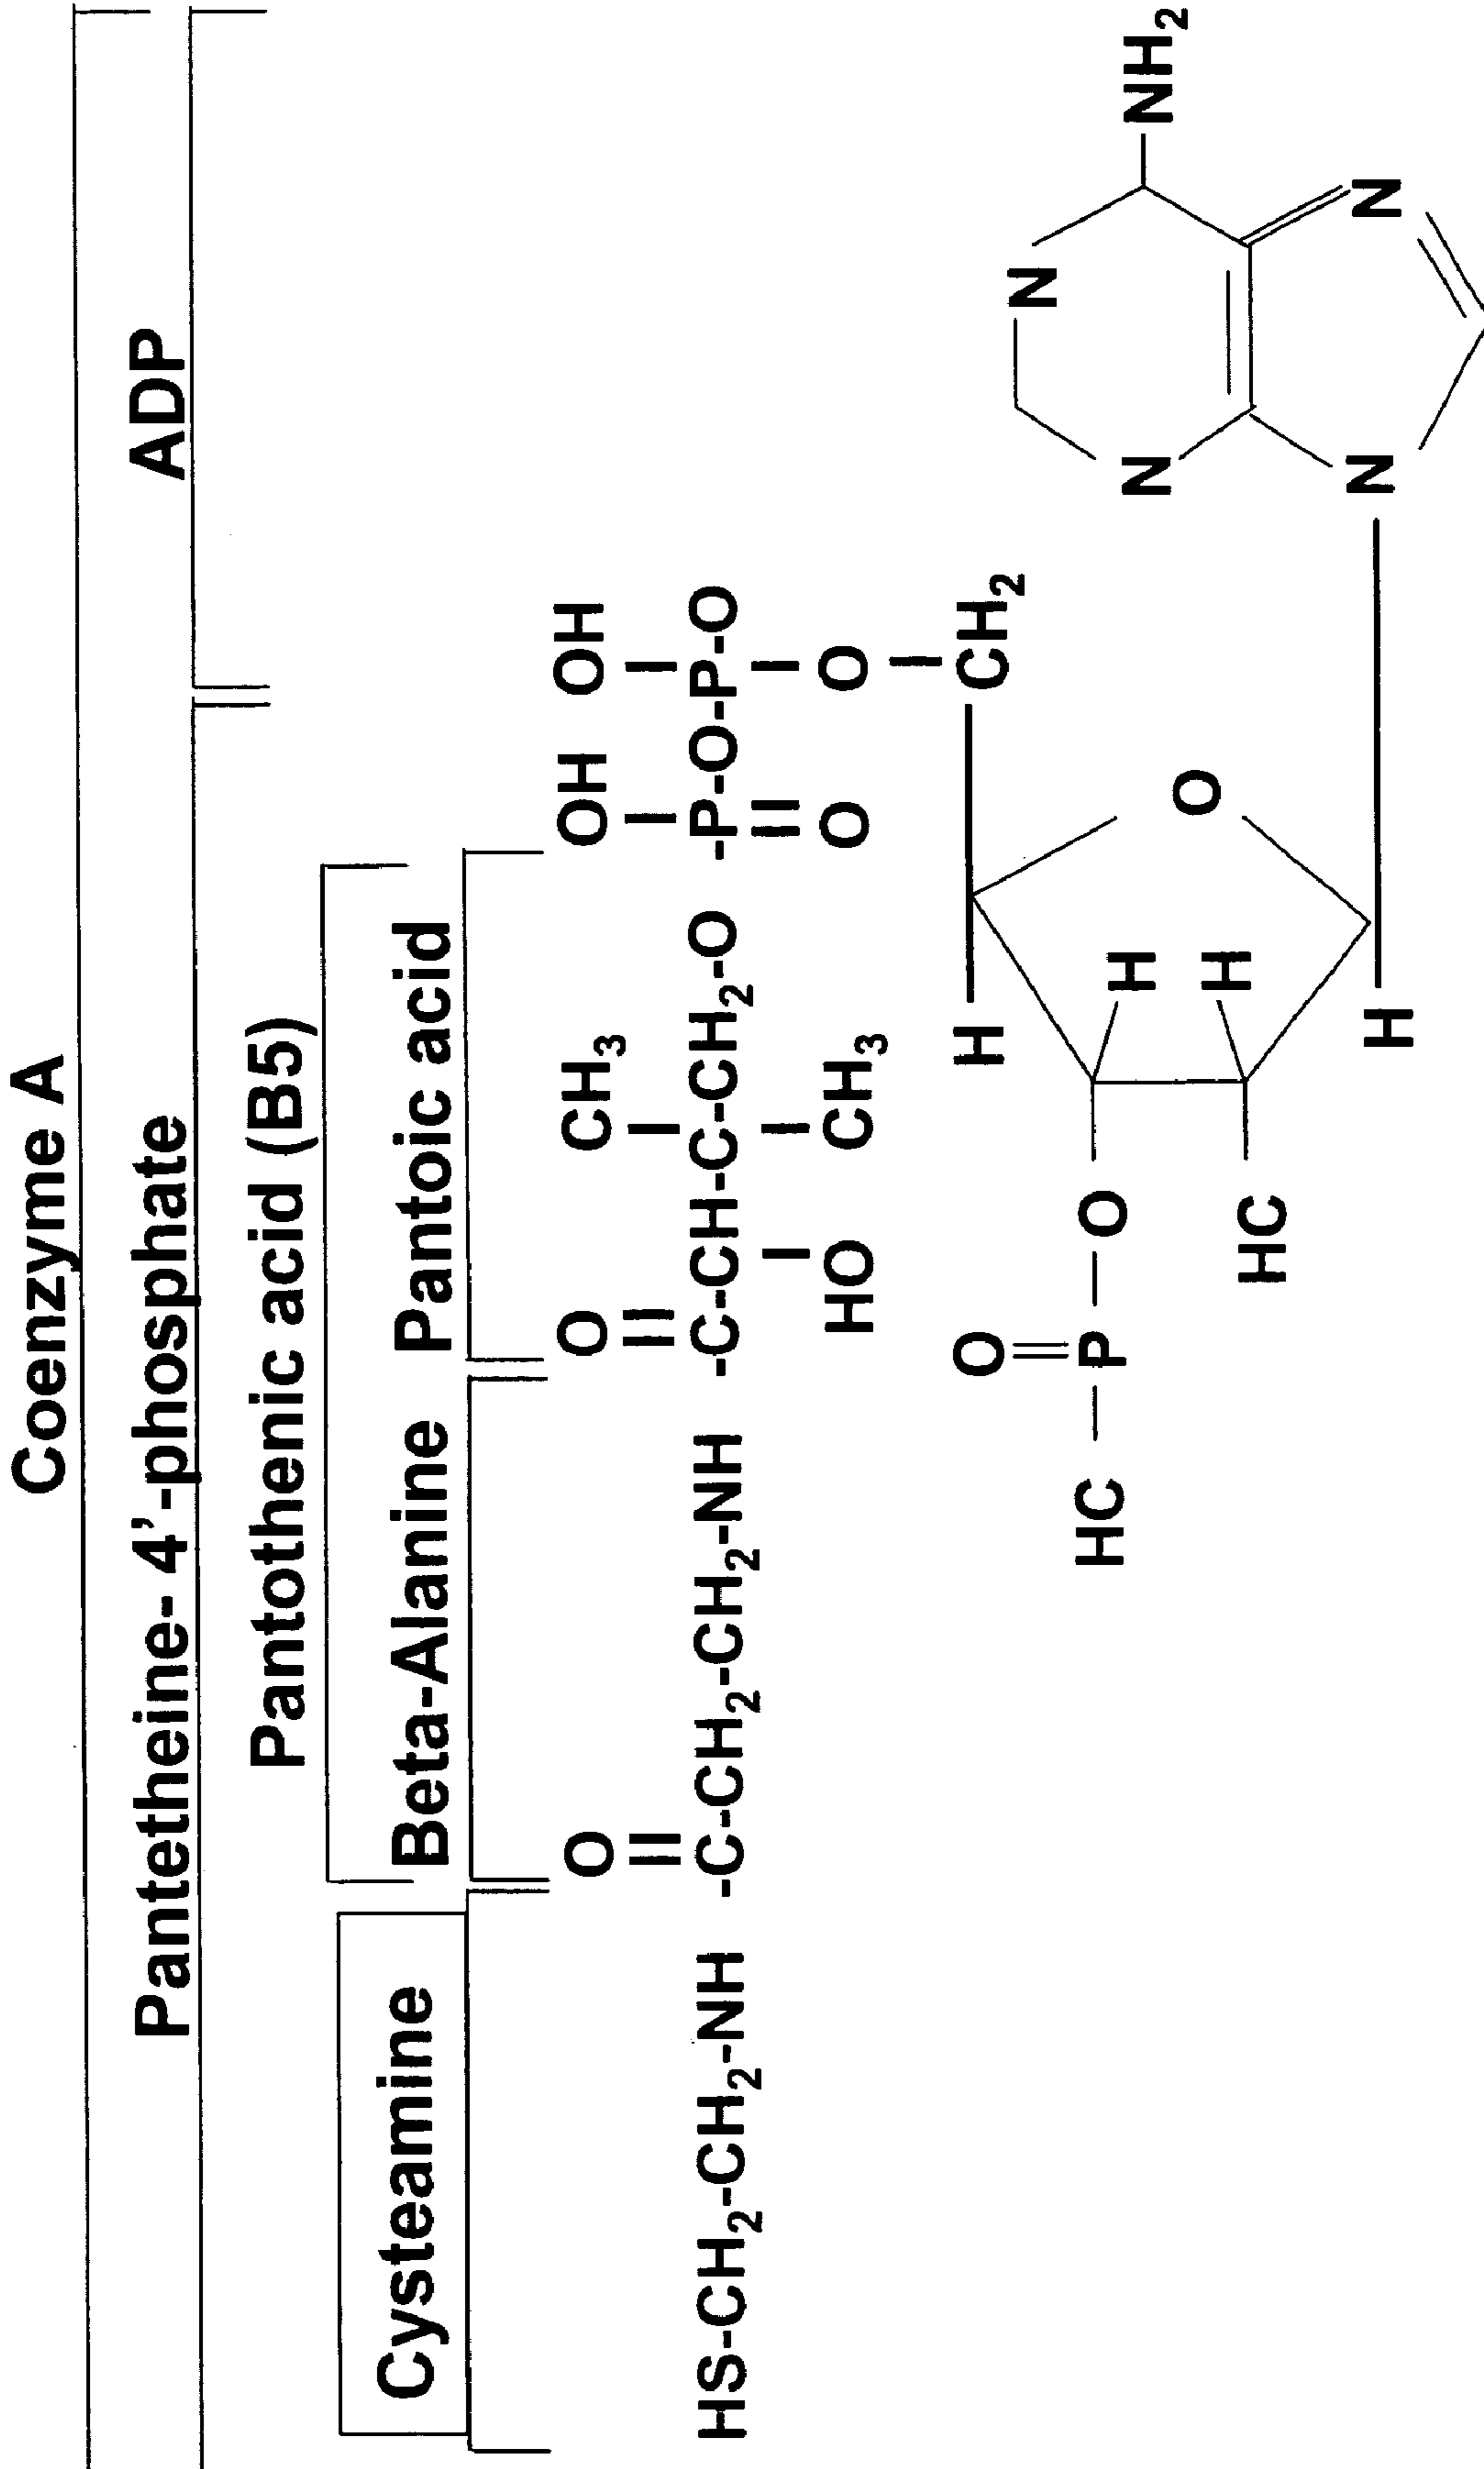 Coenzyme A
Pantetheine- 4'-phosphate
ADP
Pantothenic acid (B5)
Cysteamine
Beta-Alanine
Pantoic acid
O
O
CH3
OH
OH
HS-CH2-CH2-NH
-C-CH2-CH2-NH
-C-CH-C-CH2-O
-P-O-P-O
HO
CH3
O
O
O
HC
P
O
H
H
CH2
N
NH2
HC
H
O
N
H
N
N